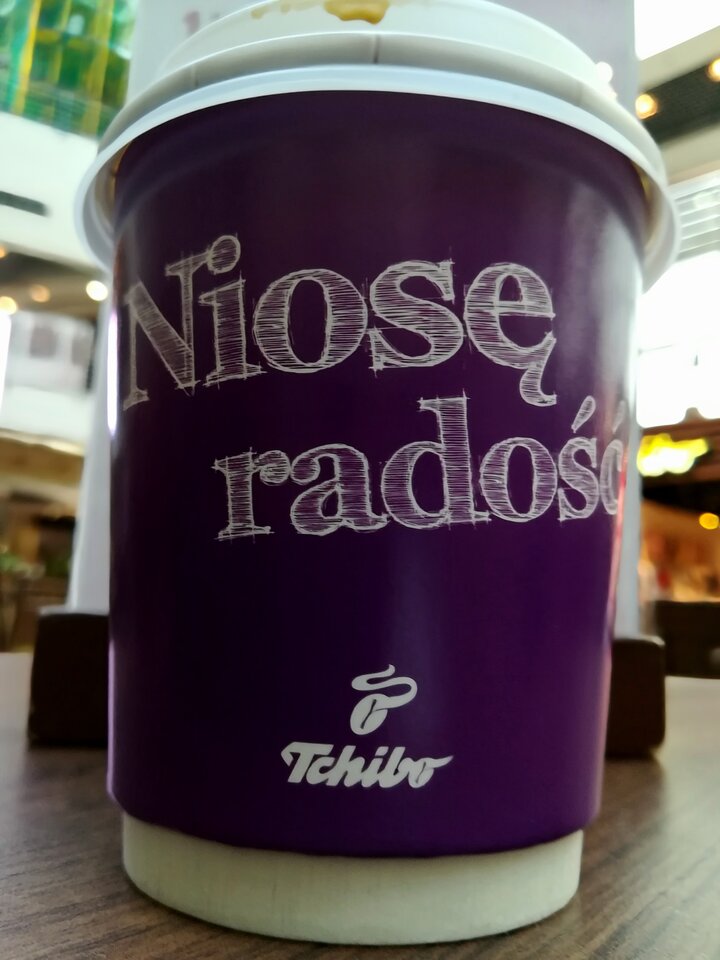 Niosę
radość
Tchibo